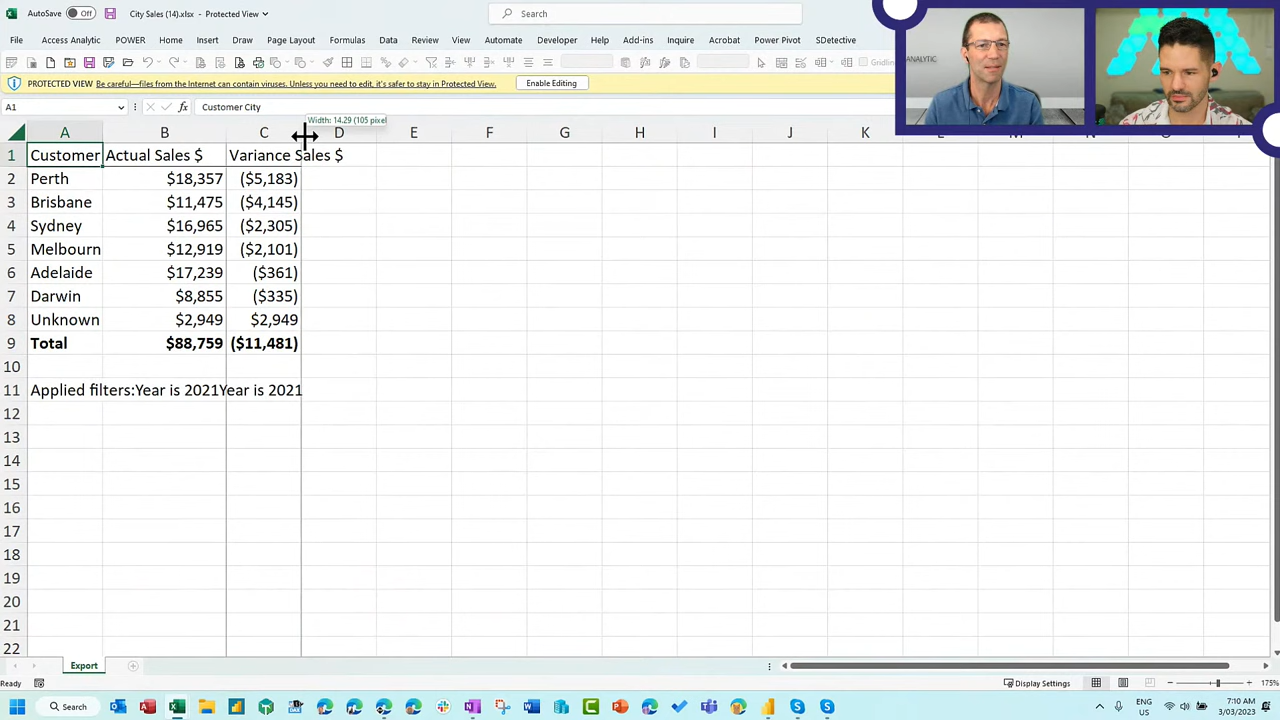 AutoSave Off City Sales (14).xlsx - Protected View Search
File Access Analytic POWER Home Insert Draw Layout Formulas Data Review View Automate Developer Help Add-ins Inquire Acrobat Power Pivot SDetective
Gridlin
PROTECTED VIEW Be careful—files from the Internet can contain viruses. Unless you need to edit, it's safer to stay in Protected View. Enable Editing
ANALYTIC
A1 fx Customer City
Width: 14.29 (105 pixel
A B C D E F G H I J K
1 Customer Actual Sales $ Variance Sales $
2 Perth $18,357 ($5,183)
3 Brisbane $11,475 ($4,145)
4 Sydney $16,965 ($2,305)
5 Melbourn $12,919 ($2,101)
6 Adelaide $17,239 ($361)
7 Darwin $8,855 ($335)
8 Unknown $2,949 $2,949
9 Total $88,759 ($11,481)
10
11 Applied filters:Year is 2021Year is 2021
12
13
14
15
16
17
18
19
20
21
22
Export
Ready Display Settings 175%
Search ENG 7:10 AM
US 3/03/2023